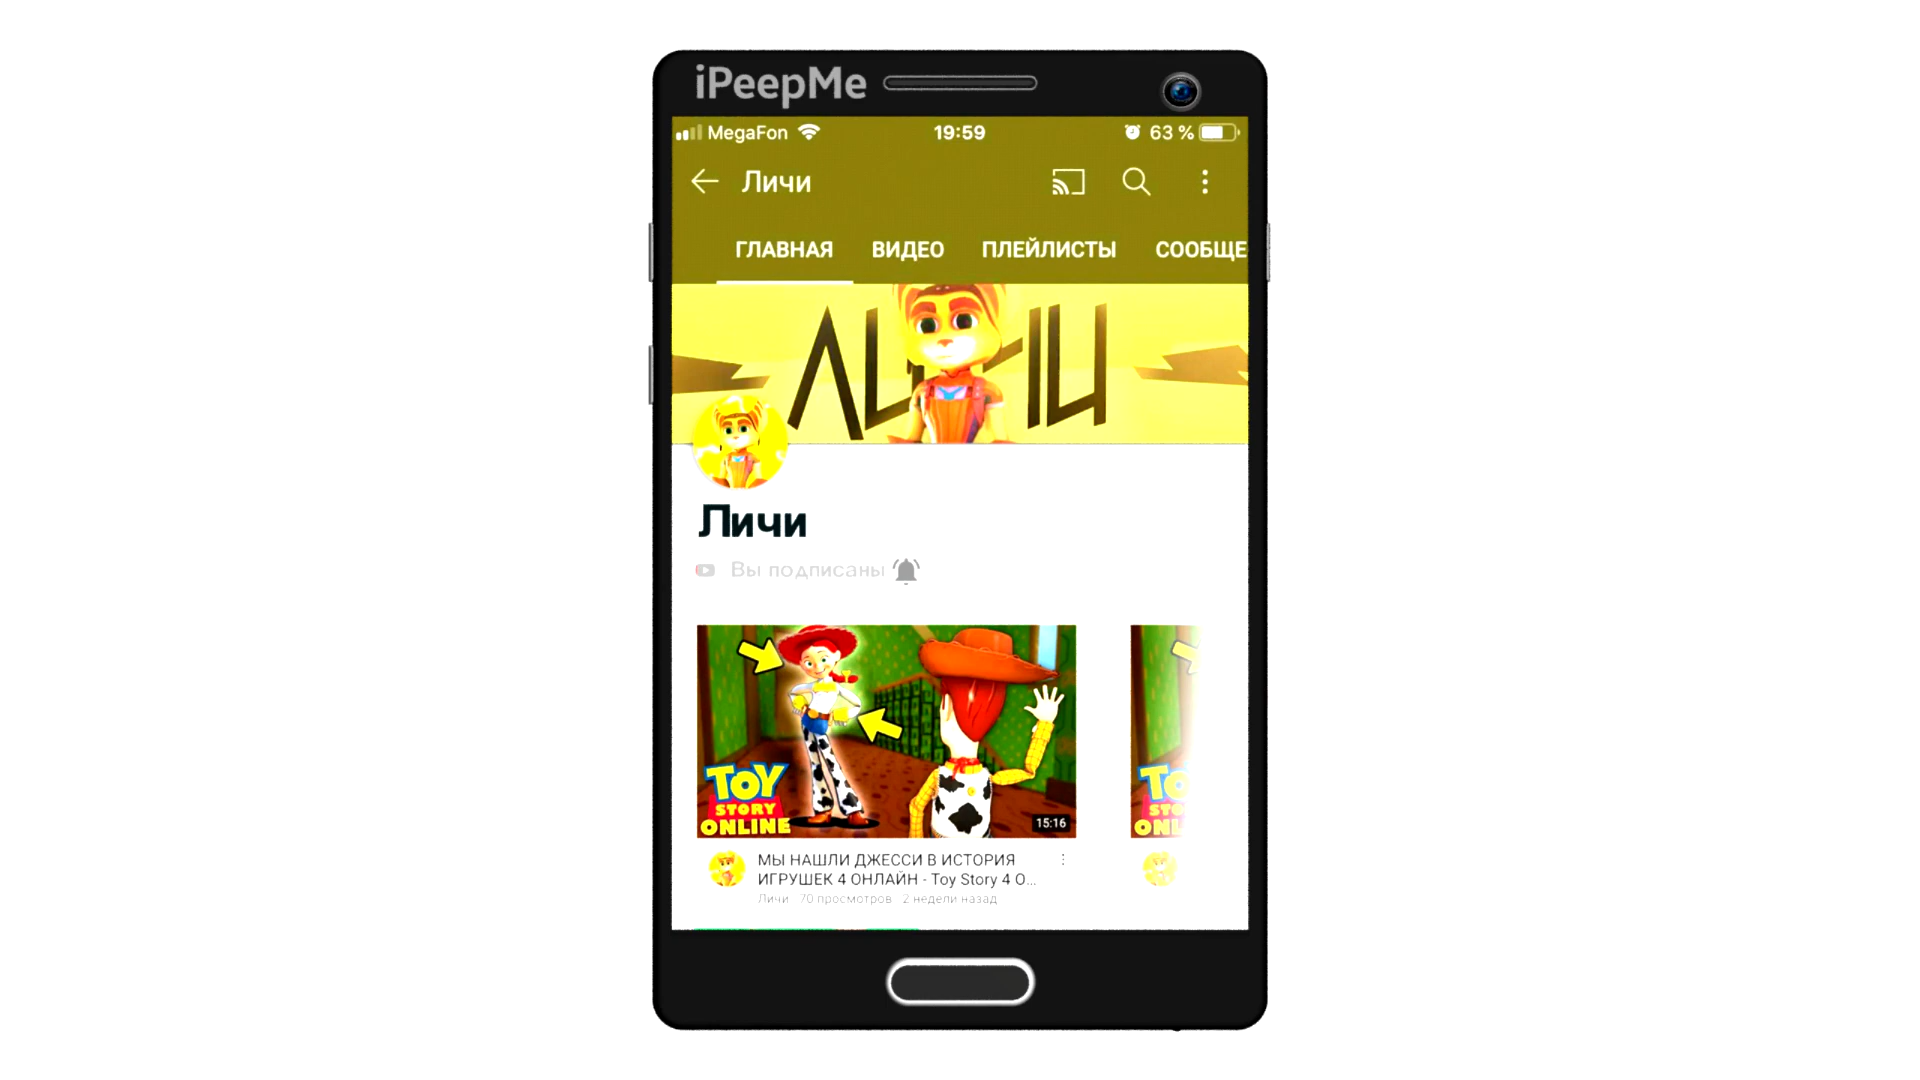 iPeepMe
MegaFon 19:59 63 %
Личи
ГЛАВНАЯ ВИДЕО ПЛЕЙЛИСТЫ СООБЩЕ
Личи
Вы подписаны
TOY
STORY
ONLINE
15:16
МЫ НАШЛИ ДЖЕССИ В ИСТОРИЯ
ИГРУШЕК 4 ОНЛАЙН - Toy Story 4 O...
Личи 70 просмотров 2 недели назад